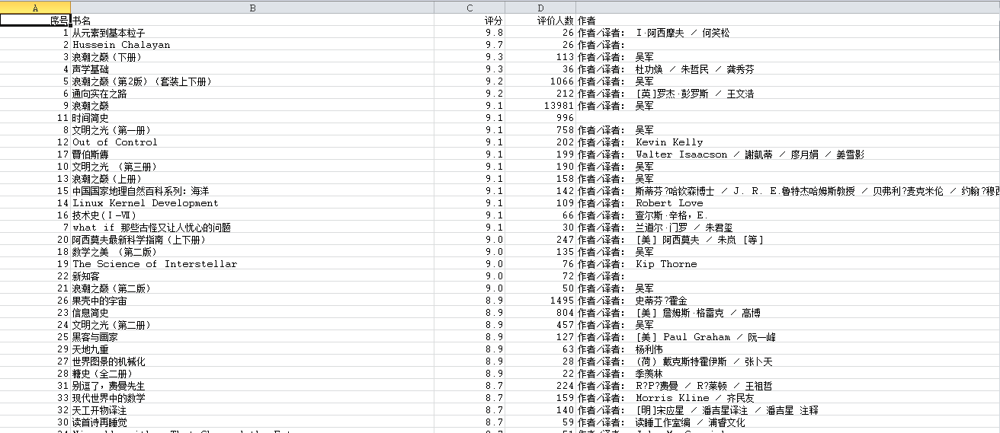 A B C D
序号 书名 评分 评价人数 作者
1 从元素到基本粒子 9.8 26 作者/译者： I·阿西摩夫 / 何笑松
2 Hussein Chalayan 9.7 26 作者/译者：
3 浪潮之巅（下册） 9.3 113 作者/译者： 吴军
4 声学基础 9.3 36 作者/译者： 杜功焕 / 朱哲民 / 龚秀芬
5 浪潮之巅（第2版）（套装上下册） 9.2 1066 作者/译者： 吴军
6 通向实在之路 9.2 212 作者/译者： [英]罗杰·彭罗斯 / 王文浩
9 浪潮之巅 9.1 13981 作者/译者： 吴军
11 时间简史 9.1 996
8 文明之光（第一册） 9.1 758 作者/译者： 吴军
12 Out of Control 9.1 202 作者/译者： Kevin Kelly
17 賈伯斯傳 9.1 199 作者/译者： Walter Isaacson / 謝凱蒂 / 廖月娟 / 姜雪影
10 文明之光 （第三册） 9.1 190 作者/译者： 吴军
13 浪潮之巅（上册） 9.1 158 作者/译者： 吴军
15 中国国家地理自然百科系列：海洋 9.1 142 作者/译者： 斯蒂芬?哈钦森博士 / J. R. E.鲁特杰哈姆斯教授 / 贝弗利?麦克米伦 / 约翰?穆西
14 Linux Kernel Development 9.1 109 作者/译者： Robert Love
16 技术史(Ⅰ-Ⅶ) 9.1 66 作者/译者： 查尔斯·辛格，E.
7 what if 那些古怪又让人忧心的问题 9.1 30 作者/译者： 兰道尔·门罗 / 朱君玺
20 阿西莫夫最新科学指南（上下册） 9.0 247 作者/译者： [美] 阿西莫夫 / 朱岚 [等]
18 数学之美 （第二版） 9.0 135 作者/译者： 吴军
19 The Science of Interstellar 9.0 76 作者/译者： Kip Thorne
22 新知客 9.0 72 作者/译者：
21 浪潮之巅（第二版） 9.0 50 作者/译者： 吴军
26 果壳中的宇宙 8.9 1495 作者/译者： 史蒂芬?霍金
23 信息简史 8.9 804 作者/译者： [美] 詹姆斯·格雷克 / 高博
24 文明之光（第二册） 8.9 457 作者/译者： 吴军
25 黑客与画家 8.9 127 作者/译者： [美] Paul Graham / 阮一峰
29 天地九重 8.9 63 作者/译者： 杨利伟
27 世界图景的机械化 8.9 28 作者/译者： （荷） 戴克斯特霍伊斯 / 张卜天
28 糖史（全二册） 8.9 22 作者/译者： 季羡林
31 别逗了，费曼先生 8.7 224 作者/译者： R?P?费曼 / R?莱顿 / 王祖哲
33 现代世界中的数学 8.7 159 作者/译者： Morris Kline / 齐民友
32 天工开物译注 8.7 140 作者/译者： [明]宋应星 / 潘吉星译注 / 潘吉星 注释
30 读首诗再睡觉 8.7 59 作者/译者： 读睡工作室编 / 浦睿文化